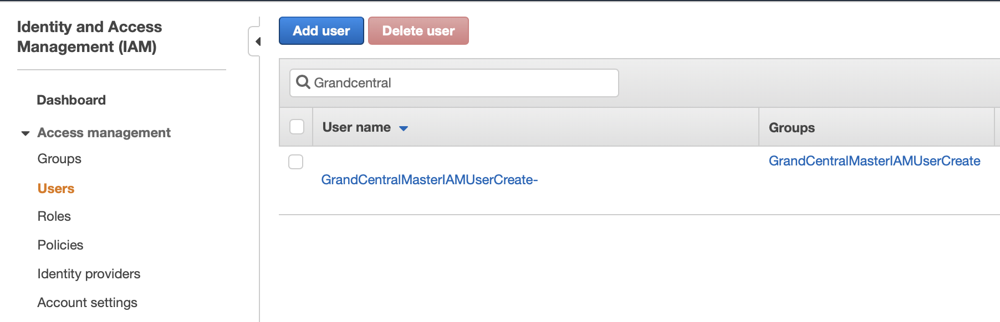 Identity and Access
Management (IAM)
Dashboard
Access management
Groups
Users
Roles
Policies
Identity providers
Account settings
Add user
Delete user
Grandcentral
User name
Groups
GrandCentralMasterIAMUserCreate-
GrandCentralMasterIAMUserCreate